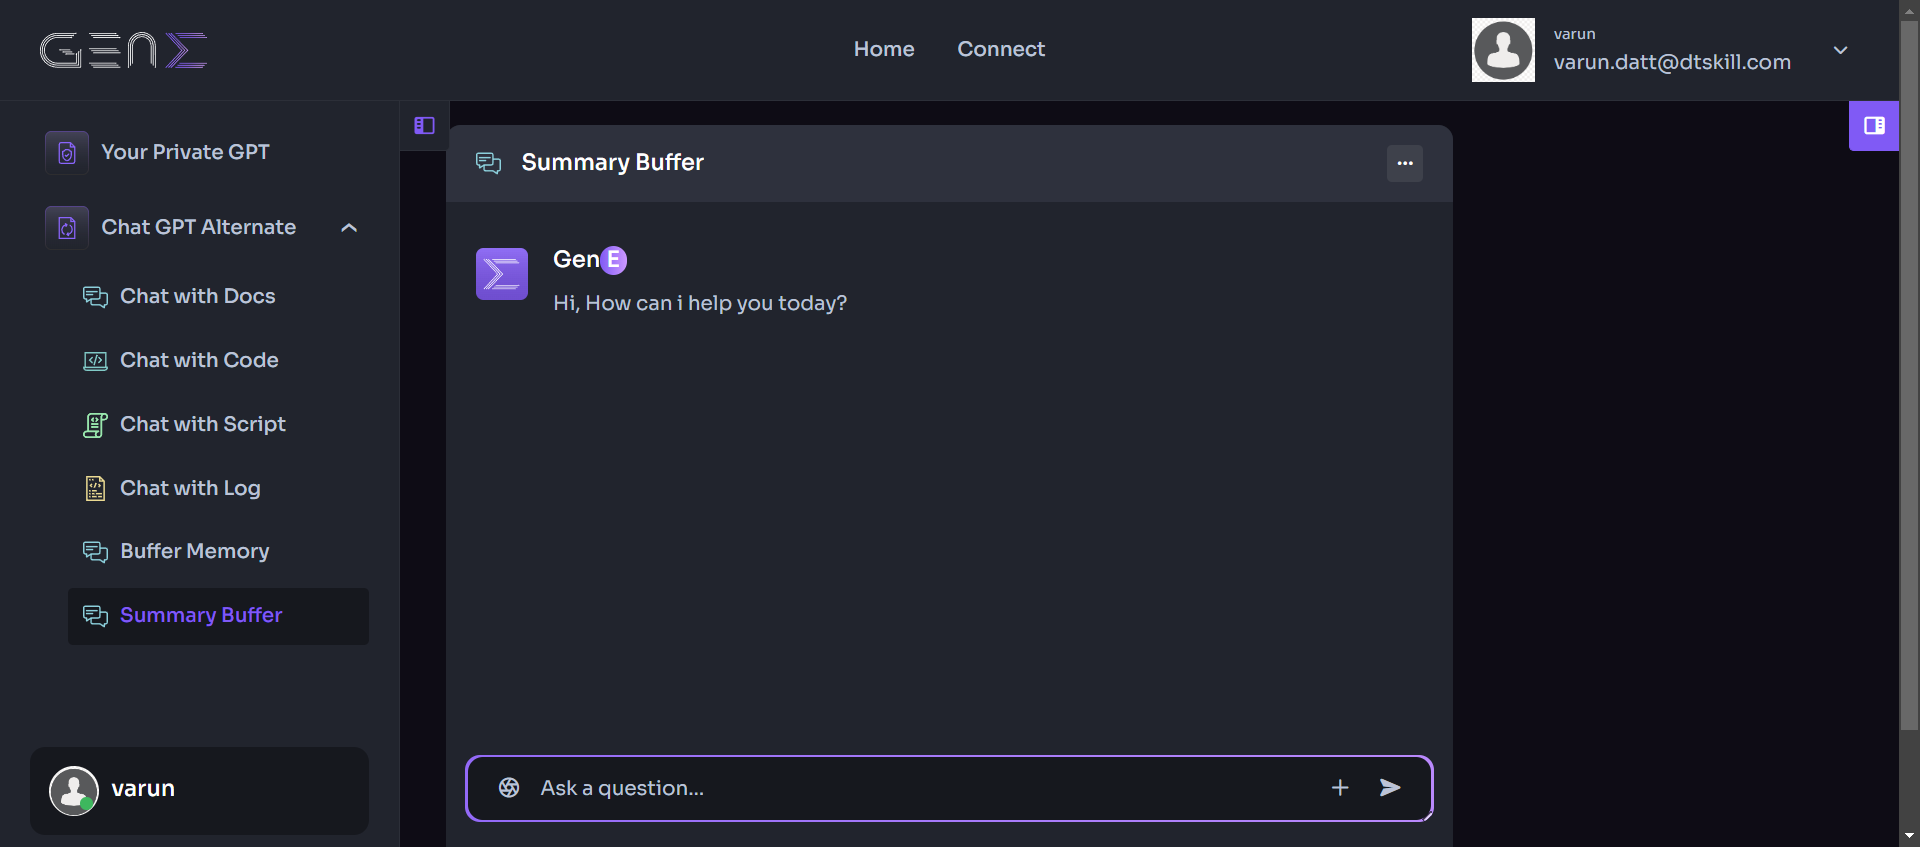 GENΣ
Home
Connect
varun
varun.datt@dtskill.com
Your Private GPT
Chat GPT Alternate
Chat with Docs
Chat with Code
Chat with Script
Chat with Log
Buffer Memory
Summary Buffer
varun
Summary Buffer
GenE
Hi, How can i help you today?
Ask a question...